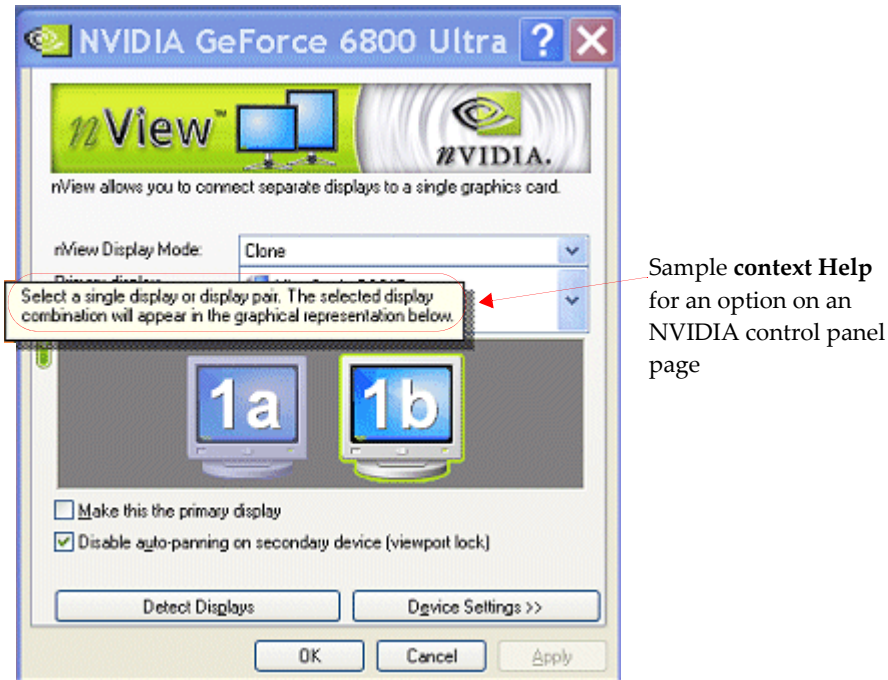 NVIDIA GeForce 6800 Ultra ? X
nView™
nVIDIA.
nView allows you to connect separate displays to a single graphics card.
nView Display Mode: Clone
Primary display:
Select a single display or display pair. The selected display
combination will appear in the graphical representation below.
1a 1b
Make this the primary display
Disable auto-panning on secondary device (viewport lock)
Detect Displays Device Settings >>
OK Cancel Apply
Sample context Help
for an option on an
NVIDIA control panel
page